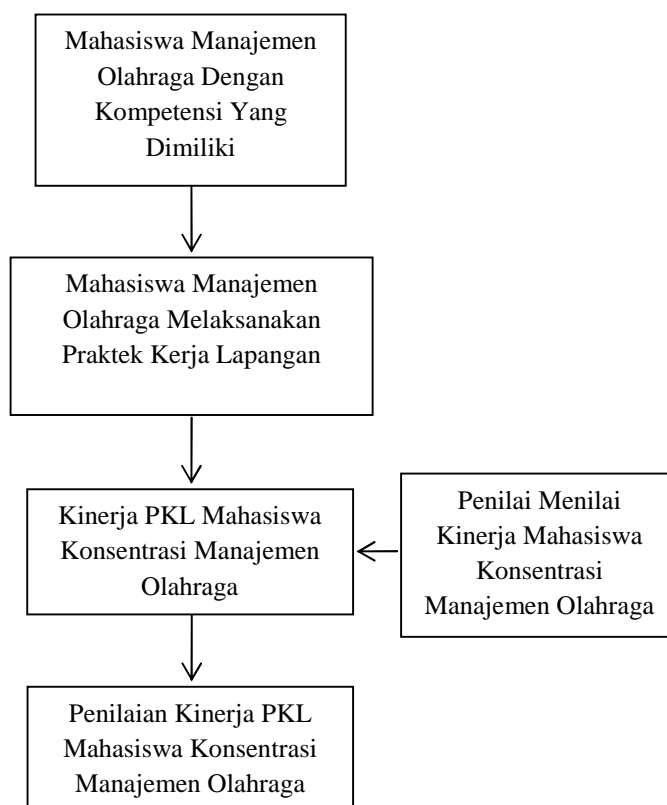 Mahasiswa Manajemen
Olahraga Dengan
Kompetensi Yang
Dimiliki
Mahasiswa Manajemen
Olahraga Melaksanakan
Praktek Kerja Lapangan
Kinerja PKL Mahasiswa
Konsentrasi Manajemen
Olahraga
Penilai Menilai
Kinerja Mahasiswa
Konsentrasi
Manajemen Olahraga
Penilaian Kinerja PKL
Mahasiswa Konsentrasi
Manajemen Olahraga